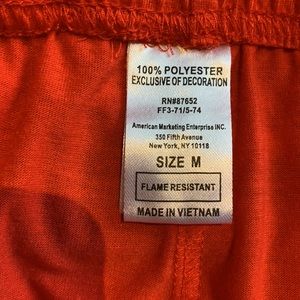 100% POLYESTER
EXCLUSIVE OF DECORATION
RN#87652
FF3-71/5-74
American Marketing Enterprise INC.
350 Fifth Avenue
New York, NY 10118
SIZE M
FLAME RESISTANT
MADE IN VIETNAM